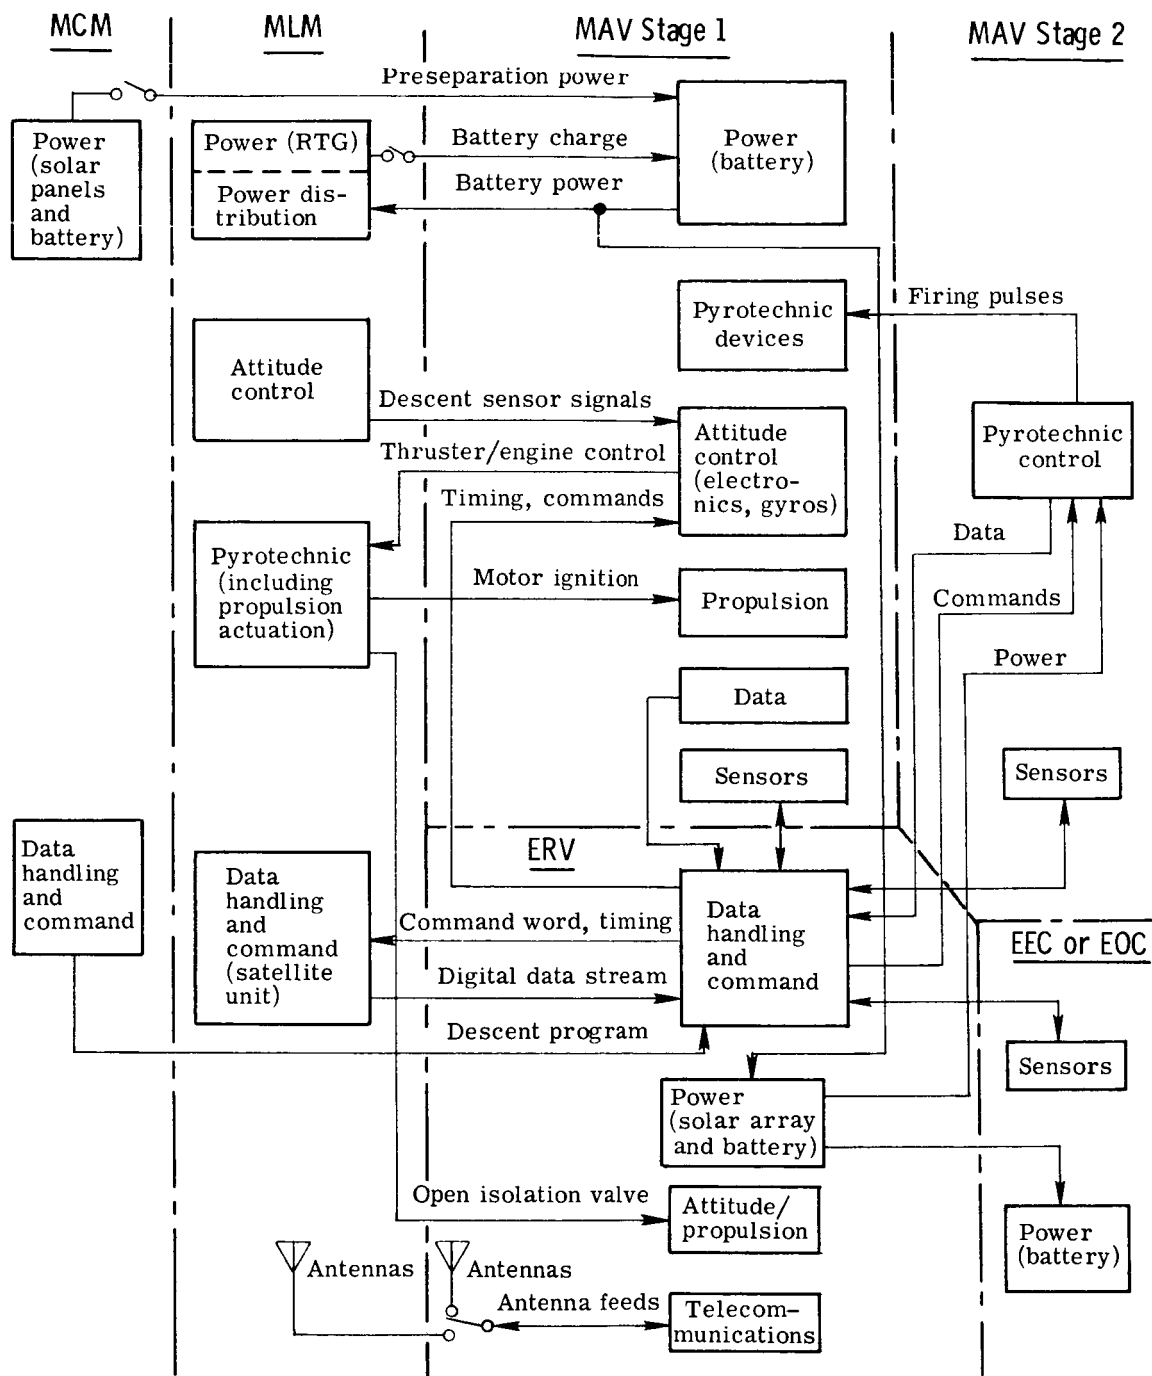 MCM
MLM
MAV Stage 1
MAV Stage 2
Preseparation power
Power
(solar
panels
and
battery)
Power (RTG)
Power dis-
tribution
Battery charge
Battery power
Power
(battery)
Pyrotechnic
devices
Firing pulses
Attitude
control
Descent sensor signals
Thruster/engine control
Timing, commands
Attitude
control
(electro-
nics, gyros)
Pyrotechnic
control
Data
Commands
Power
Pyrotechnic
(including
propulsion
actuation)
Motor ignition
Propulsion
Data
Sensors
Sensors
ERV
Data
handling
and
command
Data
handling
and
command
(satellite
unit)
Command word, timing
Digital data stream
Descent program
Data
handling
and
command
EEC or EOC
Sensors
Power
(solar array
and battery)
Open isolation valve
Attitude/
propulsion
Power
(battery)
Antennas
Antennas
Antenna feeds
Telecom-
munications